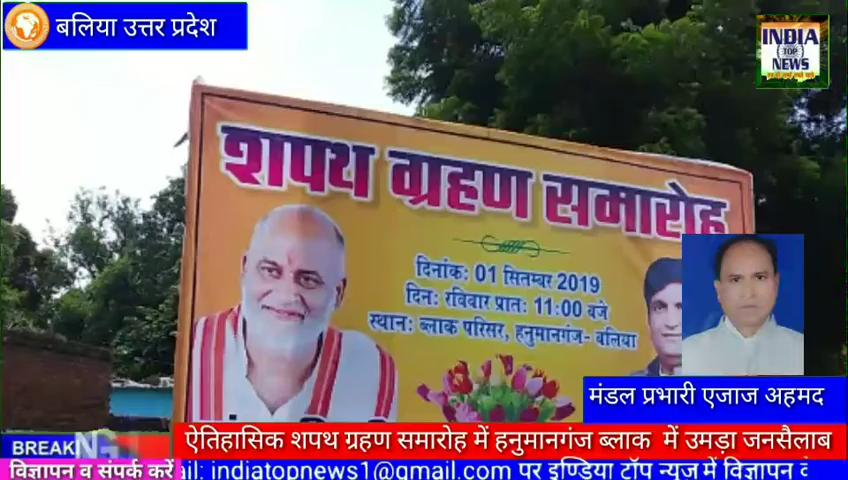 बलिया उत्तर प्रदेश
INDIA
TOP
NEWS
शपथ ग्रहण समारोह
दिनांक: 01 सितम्बर 2019
दिन: रविवार प्रात: 11:00 बजे
स्थान: ब्लाक परिसर, हनुमानगंज- बलिया
मंडल प्रभारी एजाज अहमद
BREAKING
ऐतिहासिक शपथ ग्रहण समारोह में हनुमानगंज ब्लाक में उमड़ा जनसैलाब
विज्ञापन व संपर्क करें ail: indiatopnews1@gmail.com पर इण्डिया टॉप न्यूज में विज्ञापन